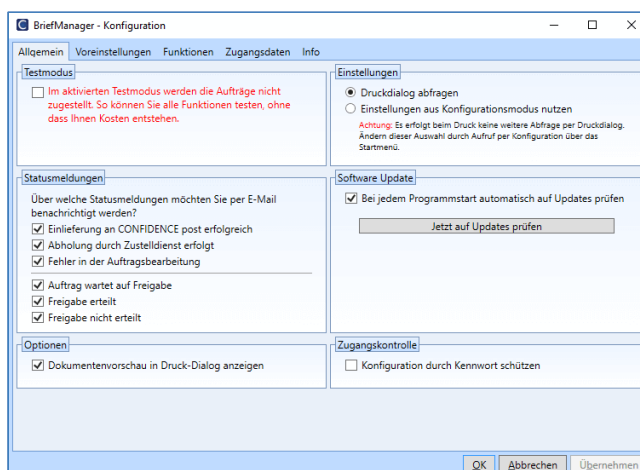 BriefManager - Konfiguration
Allgemein Voreinstellungen Funktionen Zugangsdaten Info
Testmodus
Im aktivierten Testmodus werden die Aufträge nicht
zugestellt. So können Sie alle Funktionen testen, ohne
dass Ihnen Kosten entstehen.
Einstellungen
Druckdialog abfragen
Einstellungen aus Konfigurationsmodus nutzen
Achtung: Es erfolgt beim Druck keine weitere Abfrage per Druckdialog.
Ändern dieser Auswahl durch Aufruf per Konfiguration über das
Startmenü.
Statusmeldungen
Über welche Statusmeldungen möchten Sie per E-Mail
benachrichtigt werden?
Einlieferung an CONFIDENCE post erfolgreich
Abholung durch Zustelldienst erfolgt
Fehler in der Auftragsbearbeitung
Auftrag wartet auf Freigabe
Freigabe erteilt
Freigabe nicht erteilt
Software Update
Bei jedem Programmstart automatisch auf Updates prüfen
Jetzt auf Updates prüfen
Optionen
Dokumentenvorschau in Druck-Dialog anzeigen
Zugangskontrolle
Konfiguration durch Kennwort schützen
OK Abbrechen Übernehmen